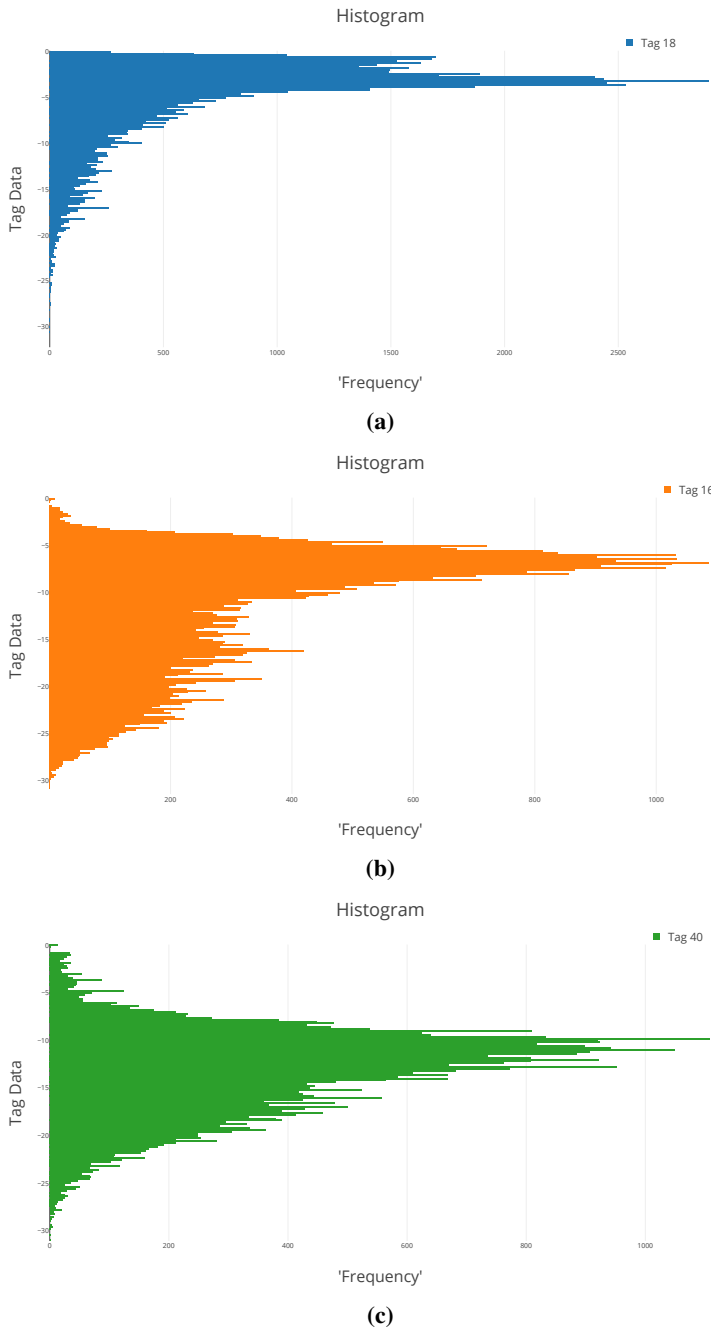 Histogram
Tag 18
0
−5
−10
−15
−20
−25
−30
Tag Data
0 500 1000 1500 2000 2500
'Frequency'
(a)
Histogram
Tag 16
0
−5
−10
−15
−20
−25
−30
Tag Data
200 400 600 800 1000
'Frequency'
(b)
Histogram
Tag 40
0
−5
−10
−15
−20
−25
−30
Tag Data
0 200 400 600 800 1000
'Frequency'
(c)